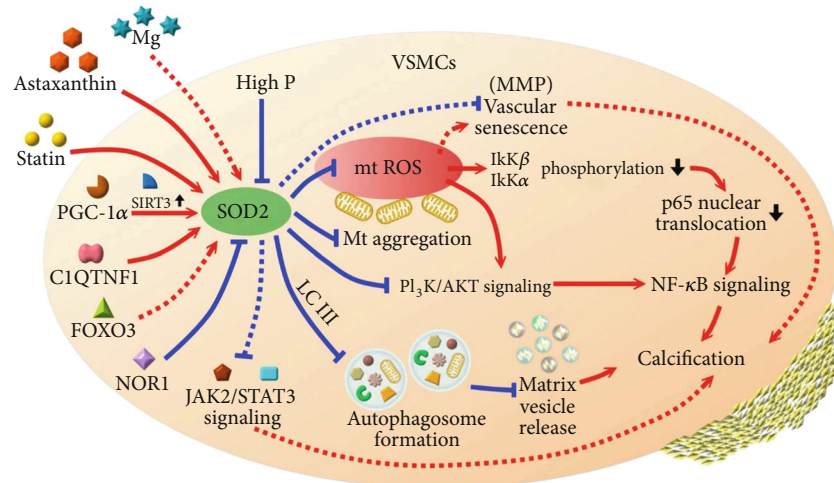 Mg
Astaxanthin
High P
VSMCs
(MMP)
Vascular
senescence
Statin
mt ROS
IkKβ
IkKα
phosphorylation
PGC-1α
SIRT3
SOD2
p65 nuclear
translocation
Mt aggregation
C1QTNF1
Pl₃K/AKT signaling
NF-κB signaling
LC III
FOXO3
NOR1
Calcification
JAK2/STAT3
signaling
Autophagosome
formation
Matrix
vesicle
release